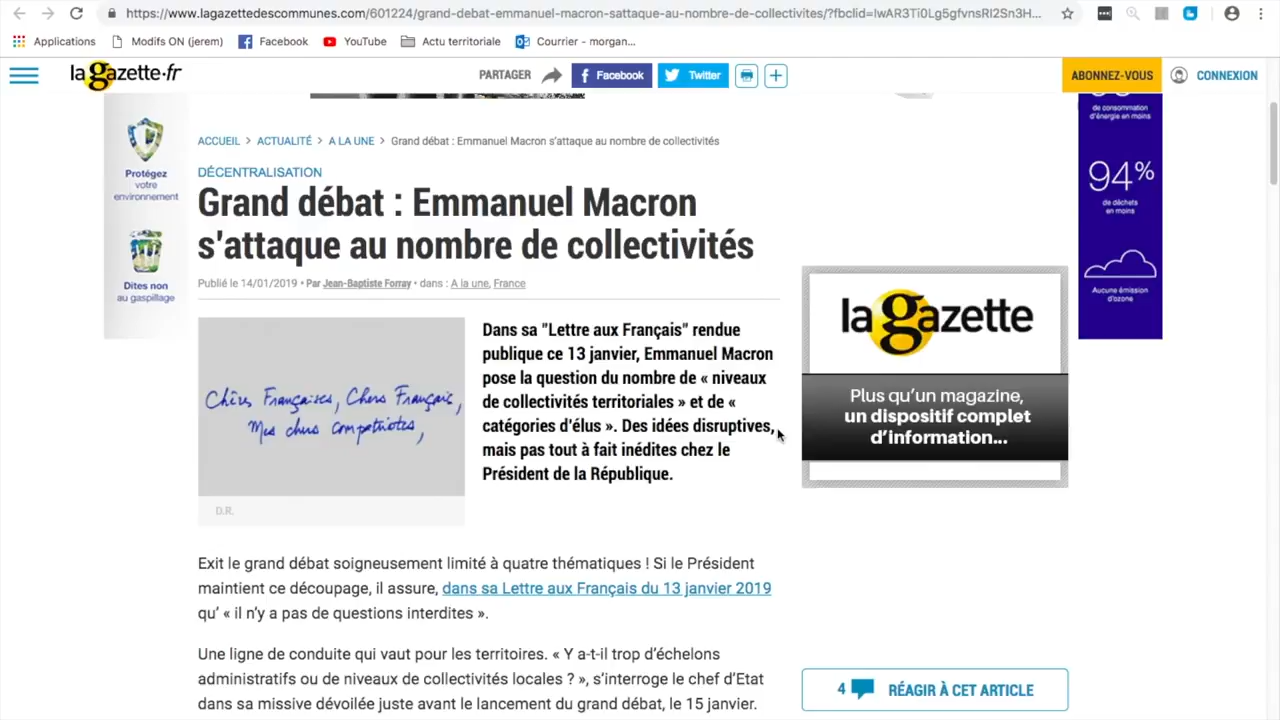 https://www.lagazettedescommunes.com/601224/grand-debat-emmanuel-macron-sattaque-au-nombre-de-collectivites/?fbclid=IwAR3Ti0Lg5gfvnsRI2Sn3H...
Applications
Modifs ON (jerem)
Facebook
YouTube
Actu territoriale
Courrier - morgan...
la gazette.fr
PARTAGER
Facebook
Twitter
ABONNEZ-VOUS
CONNEXION
Protégez
votre
environnement
Dites non
au gaspillage
ACCUEIL > ACTUALITÉ > A LA UNE > Grand débat : Emmanuel Macron s'attaque au nombre de collectivités
DÉCENTRALISATION
Grand débat : Emmanuel Macron
s'attaque au nombre de collectivités
Publié le 14/01/2019 • Par Jean-Baptiste Forray • dans : A la une, France
Chères Françaises, Chers Français,
Mes chers compatriotes,
D.R.
Dans sa "Lettre aux Français" rendue
publique ce 13 janvier, Emmanuel Macron
pose la question du nombre de « niveaux
de collectivités territoriales » et de «
catégories d'élus ». Des idées disruptives,
mais pas tout à fait inédites chez le
Président de la République.
Exit le grand débat soigneusement limité à quatre thématiques ! Si le Président
maintient ce découpage, il assure, dans sa Lettre aux Français du 13 janvier 2019
qu' « il n'y a pas de questions interdites ».
Une ligne de conduite qui vaut pour les territoires. « Y a-t-il trop d'échelons
administratifs ou de niveaux de collectivités locales ? », s'interroge le chef d'Etat
dans sa missive dévoilée juste avant le lancement du grand débat, le 15 janvier.
la gazette
Plus qu'un magazine,
un dispositif complet
d'information...
4 RÉAGIR À CET ARTICLE
de consommation
d'énergie en moins
94%
de déchets
en moins
Aucune émission
d'ozone